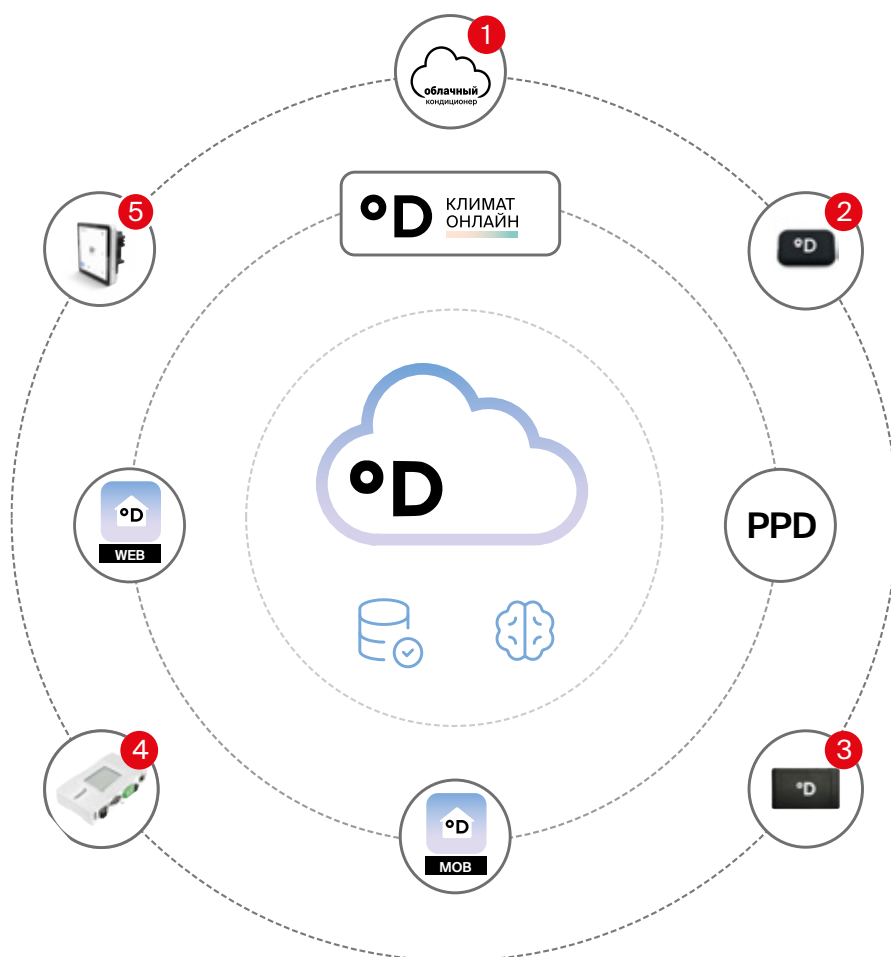 1
облачный
кондиционер
5
°D
КЛИМАТ
ОНЛАЙН
2
°D
°D
°D
WEB
PPD
4
3
°D
°D
MOB